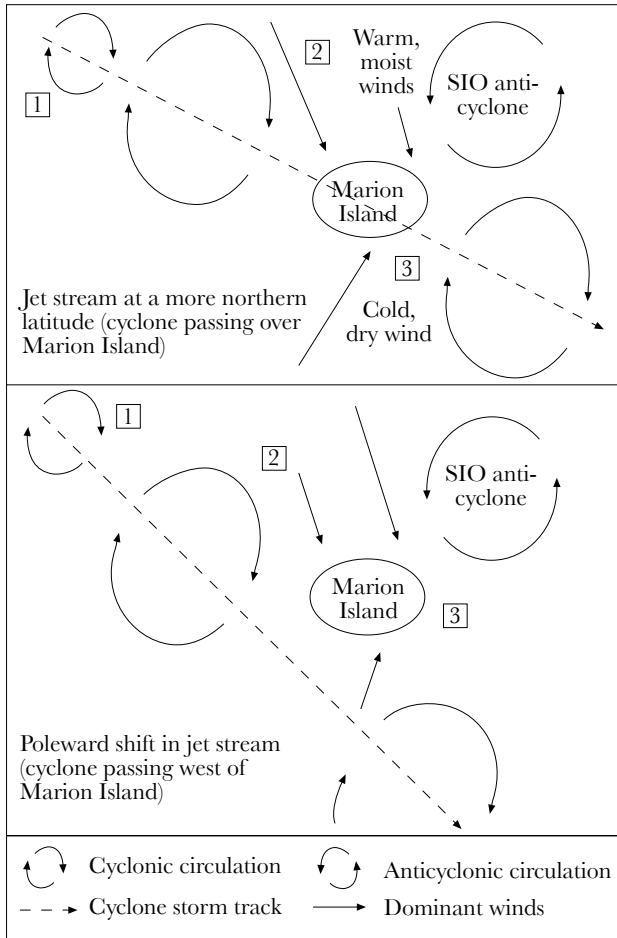 1
2
Warm,
moist
winds
SIO anti-
cyclone
Marion
Island
3
Cold,
dry wind
Jet stream at a more northern
latitude (cyclone passing over
Marion Island)
1
2
SIO anti-
cyclone
Marion
Island
3
Poleward shift in jet stream
(cyclone passing west of
Marion Island)
Cyclonic circulation
Anticyclonic circulation
Cyclone storm track
Dominant winds